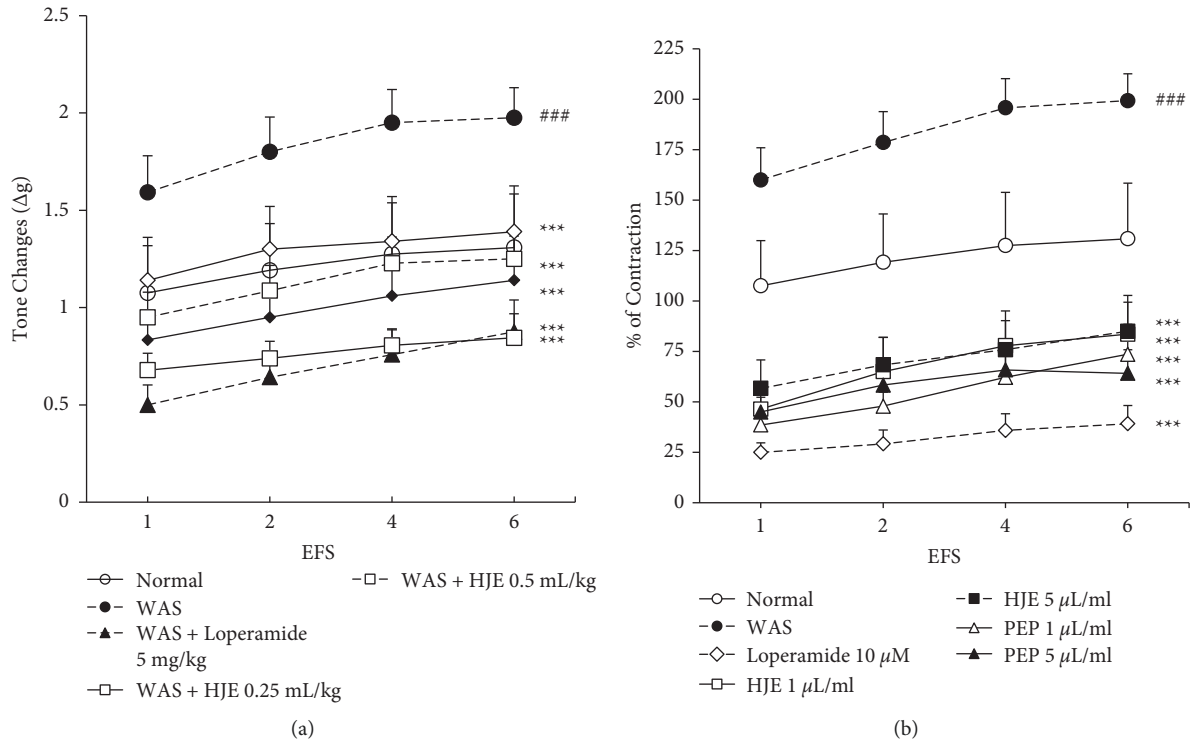 2.5
2
1.5
1
0.5
0
Tone Changes (Δg)
###
***
***
***
***
***
1 2 4 6
EFS
Normal
WAS
WAS + Loperamide
5 mg/kg
WAS + HJE 0.25 mL/kg
WAS + HJE 0.5 mL/kg
(a)
225
200
175
150
125
100
75
50
25
0
% of Contraction
###
***
***
***
***
***
1 2 4 6
EFS
Normal
WAS
Loperamide 10 μM
HJE 1 μL/ml
HJE 5 μL/ml
PEP 1 μL/ml
PEP 5 μL/ml
(b)